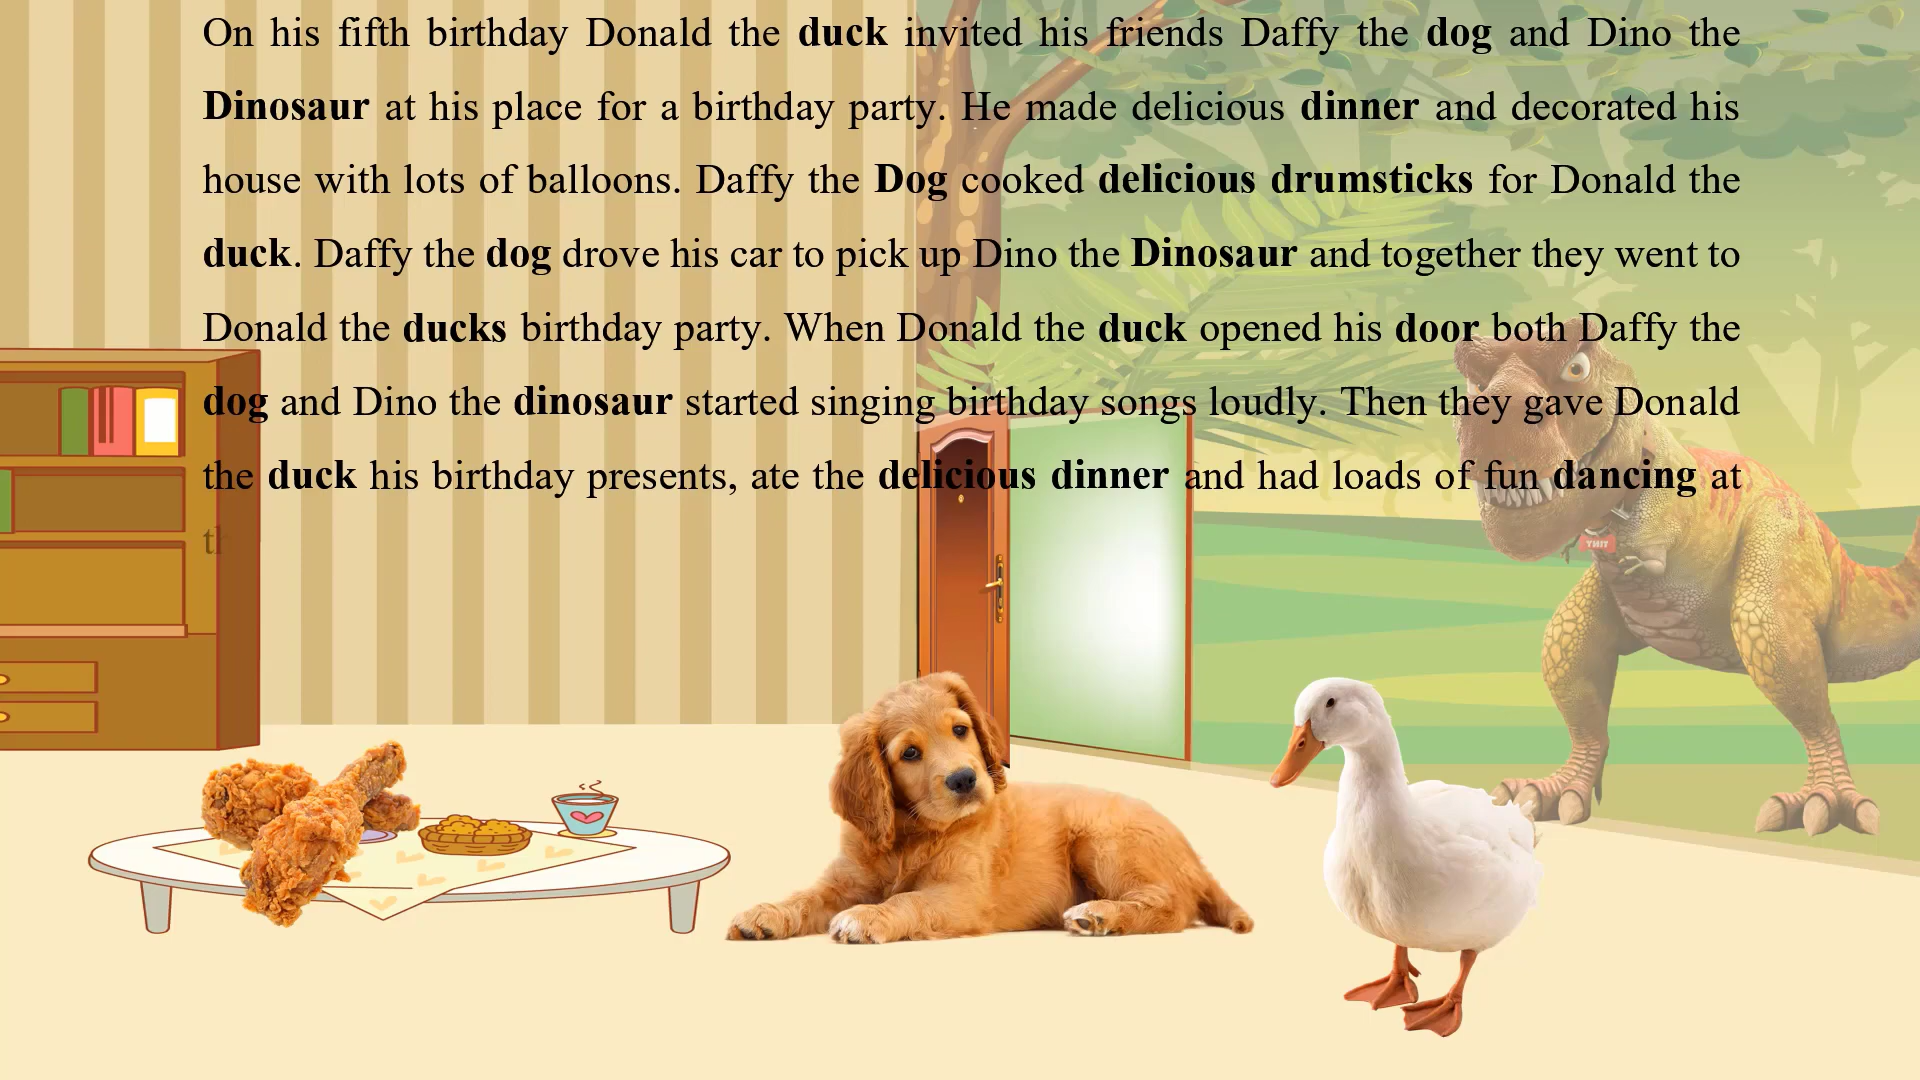 On his fifth birthday Donald the duck invited his friends Daffy the dog and Dino the
Dinosaur at his place for a birthday party. He made delicious dinner and decorated his
house with lots of balloons. Daffy the Dog cooked delicious drumsticks for Donald the
duck. Daffy the dog drove his car to pick up Dino the Dinosaur and together they went to
Donald the ducks birthday party. When Donald the duck opened his door both Daffy the
dog and Dino the dinosaur started singing birthday songs loudly. Then they gave Donald
the duck his birthday presents, ate the delicious dinner and had loads of fun dancing at